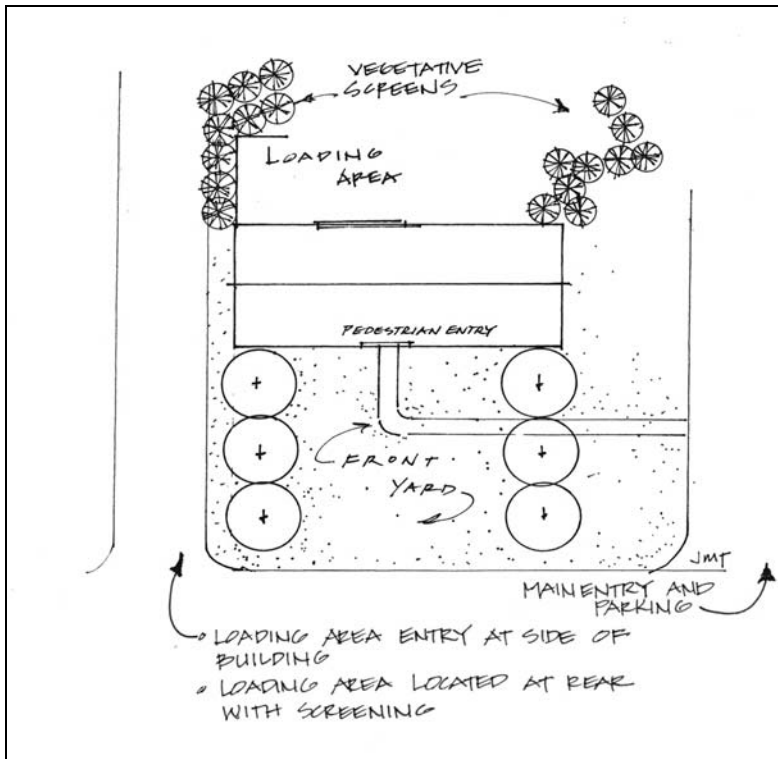 VEGETATIVE
SCREENS
LOADING
AREA
PEDESTRIAN ENTRY
FRONT
YARD
JMT
MAIN ENTRY AND
PARKING
• LOADING AREA ENTRY AT SIDE OF
BUILDING
• LOADING AREA LOCATED AT REAR
WITH SCREENING